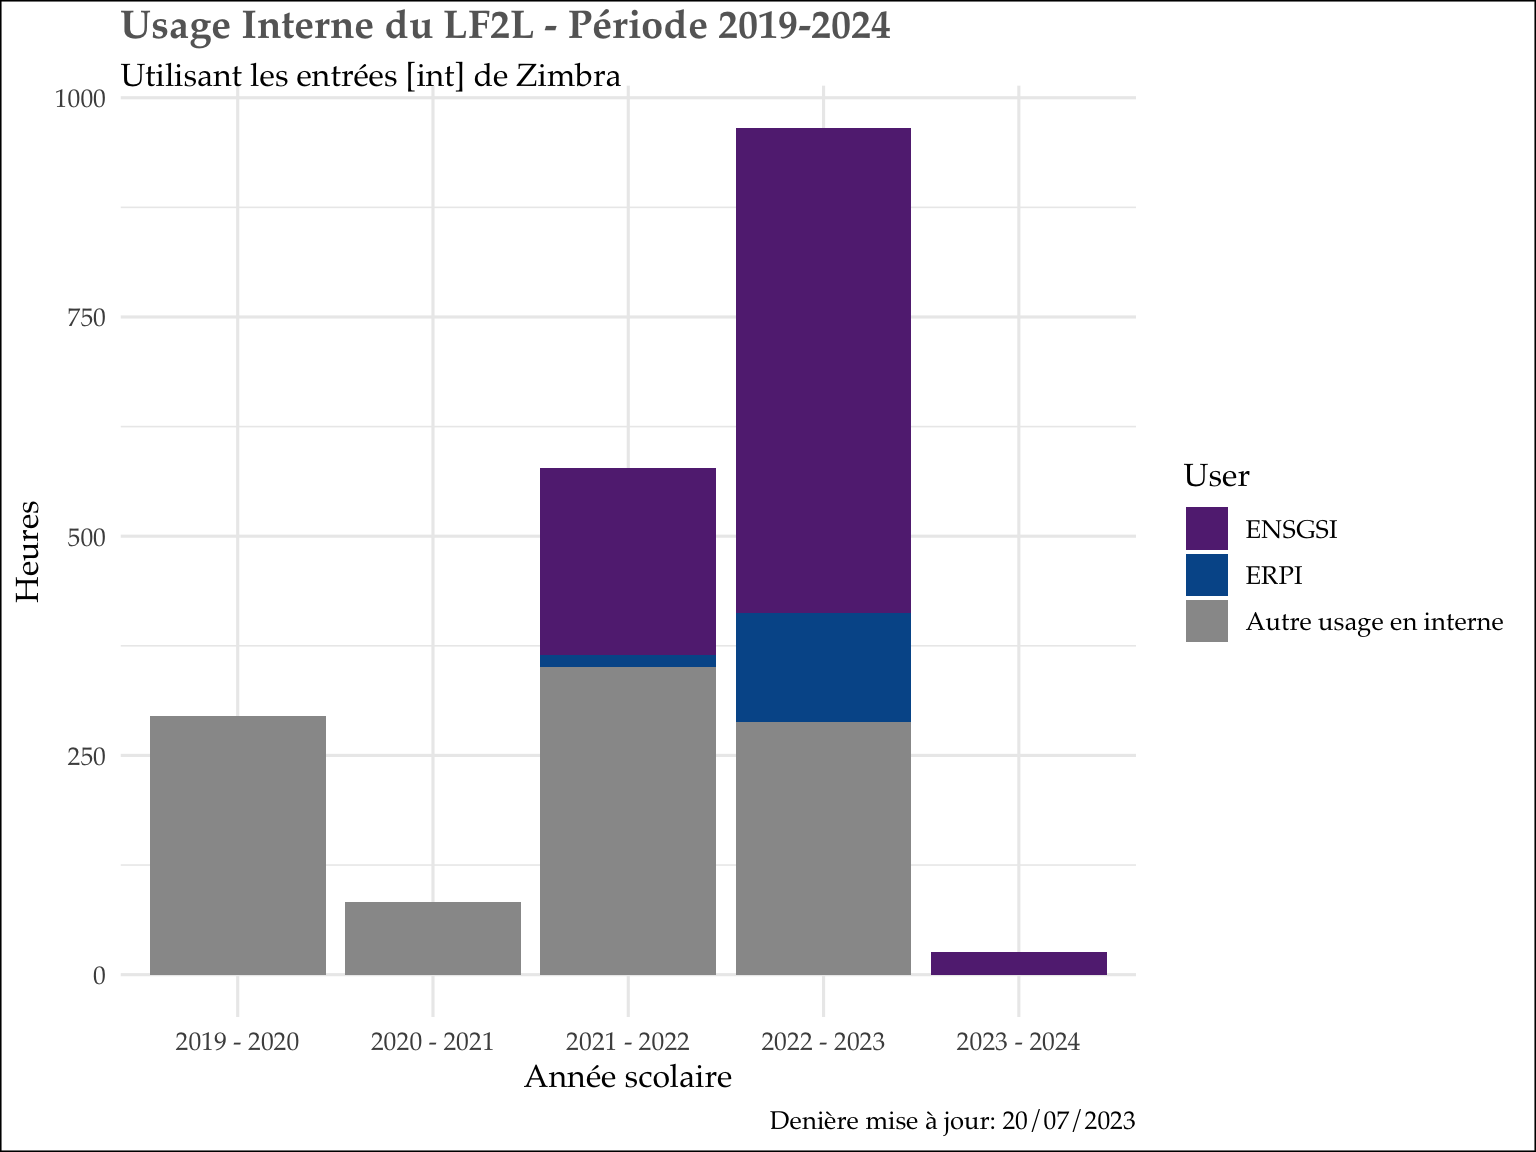 Usage Interne du LF2L - Période 2019-2024
Utilisant les entrées [int] de Zimbra
1000
750
500
250
0
Heures
2019 - 2020
2020 - 2021
2021 - 2022
2022 - 2023
2023 - 2024
Année scolaire
User
ENSGSI
ERPI
Autre usage en interne
Denière mise à jour: 20/07/2023